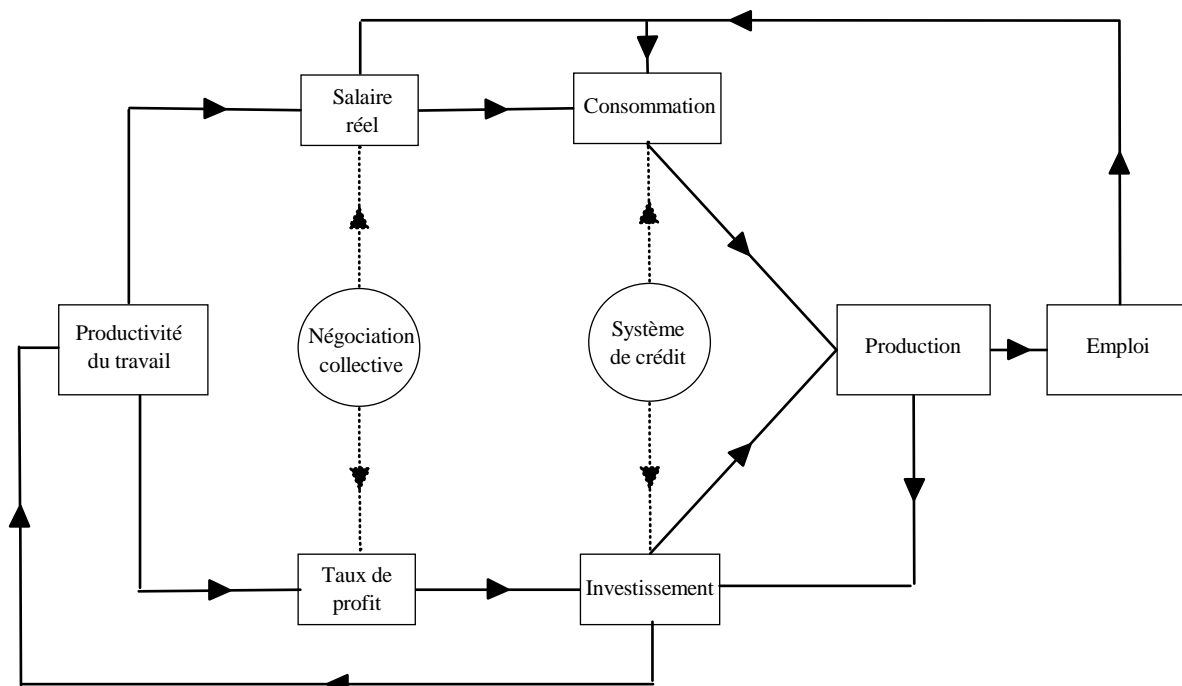 Salaire
réel
Consommation
Productivité
du travail
Négociation
collective
Système
de crédit
Production
Emploi
Taux de
profit
Investissement